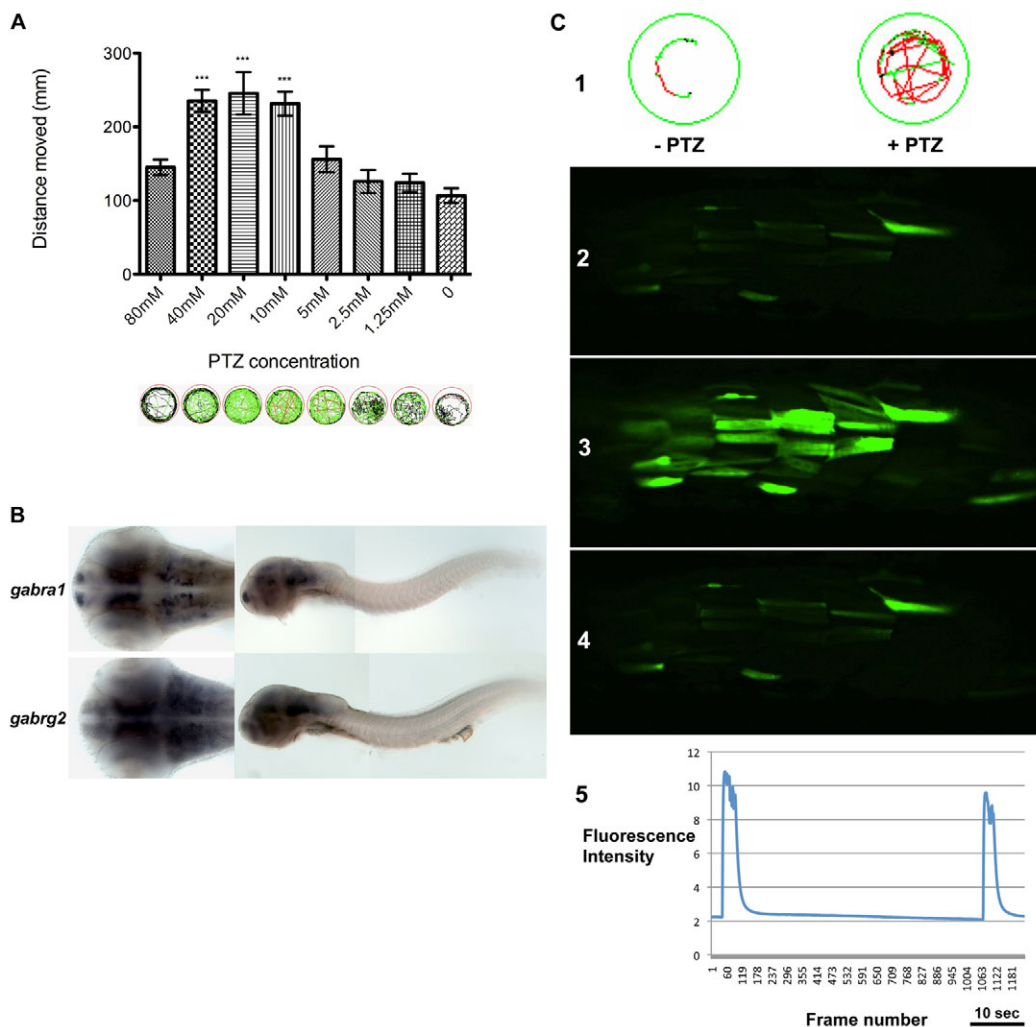 A
Distance moved (mm)
300
200
100
0
80mM
40mM
20mM
10mM
5mM
2.5mM
1.25mM
0
***
***
***
PTZ concentration
B
gabra1
gabrg2
C
1
- PTZ
+ PTZ
2
3
4
5
Fluorescence
Intensity
12
10
8
6
4
2
0
1
60
119
178
237
296
355
414
473
532
591
650
709
768
827
886
945
1004
1063
1122
1181
Frame number
10 sec